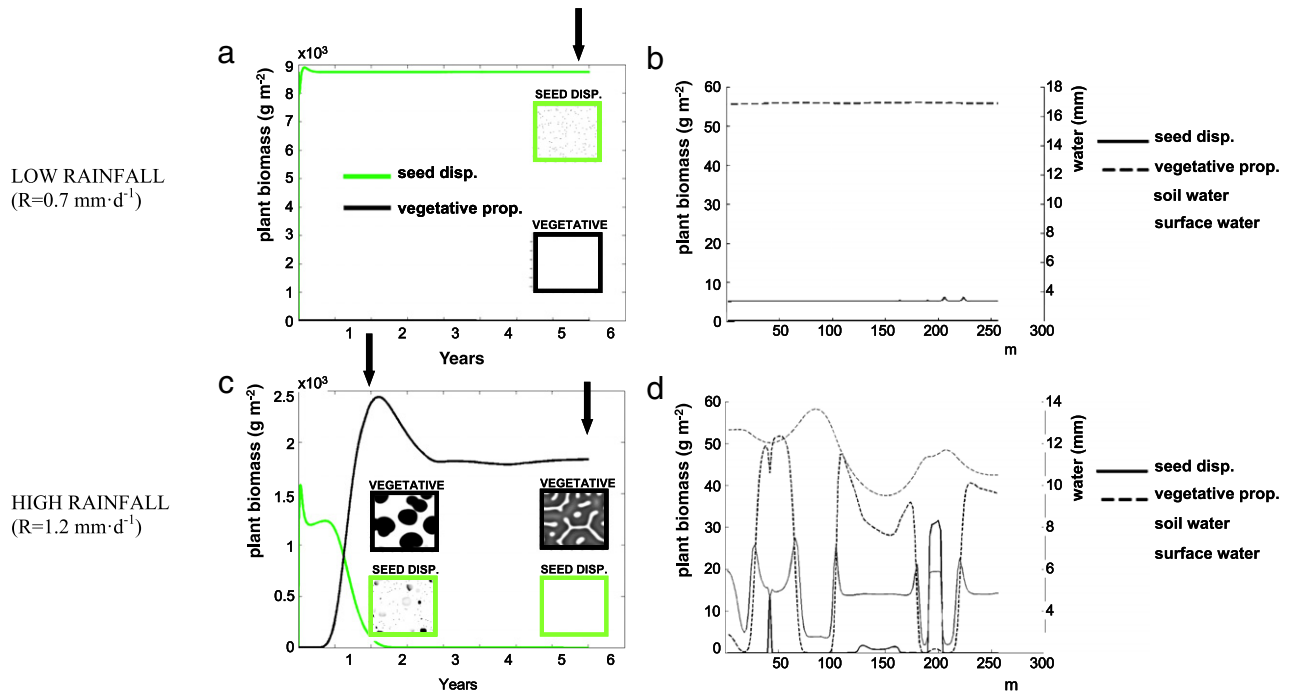 LOW RAINFALL
(R=0.7 mm·d-1)
a
x10³
plant biomass (g m-2)
9
8
7
6
5
4
3
2
1
0
SEED DISP.
seed disp.
vegetative prop.
VEGETATIVE
1 2 3 4 5 6
Years
b
plant biomass (g m-2)
60
50
40
30
20
10
0
50 100 150 200 250 300
m
18
16
14
12
10
8
6
4
water (mm)
seed disp.
vegetative prop.
soil water
surface water
HIGH RAINFALL
(R=1.2 mm·d-1)
c
x10³
plant biomass (g m-2)
2.5
2
1.5
1
0.5
0
VEGETATIVE
VEGETATIVE
SEED DISP.
SEED DISP.
1 2 3 4 5 6
Years
d
plant biomass (g m-2)
60
50
40
30
20
10
0
50 100 150 200 250 300
m
14
12
10
8
6
4
water (mm)
seed disp.
vegetative prop.
soil water
surface water